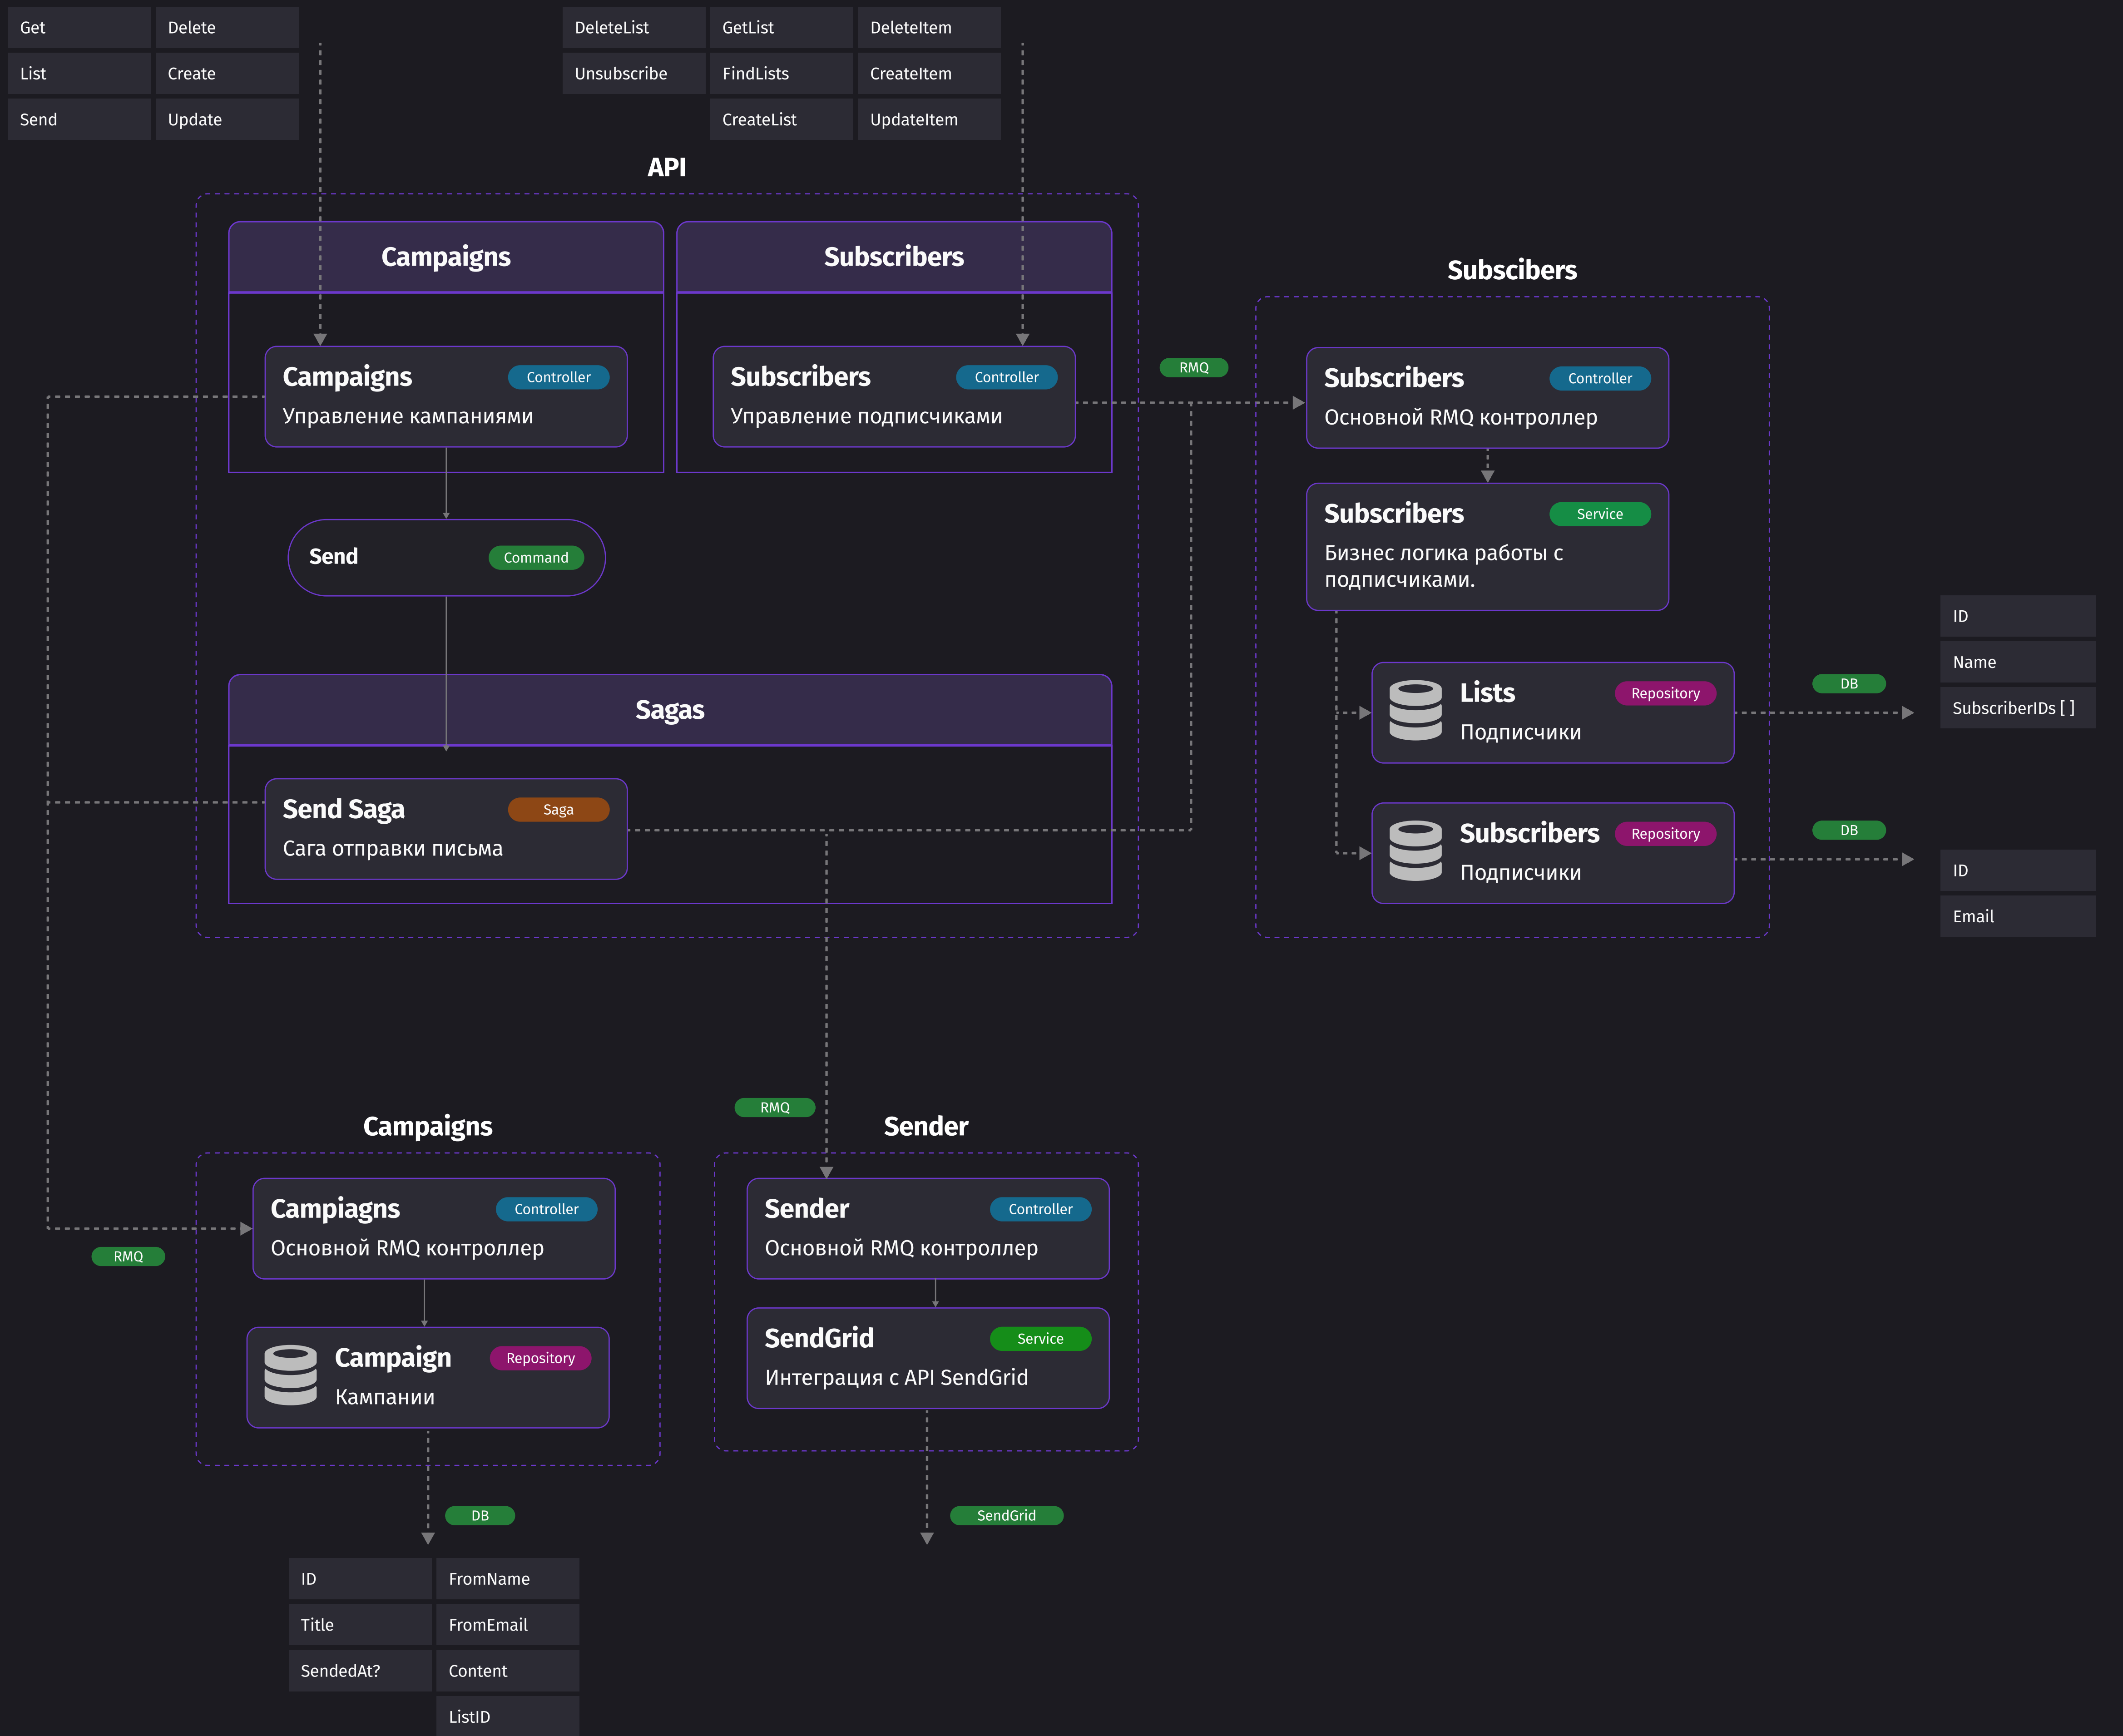 Get
Delete
List
Create
Send
Update
DeleteList
GetList
DeleteItem
Unsubscribe
FindLists
CreateItem
CreateList
UpdateItem
API
Campaigns
Subscribers
Campaigns
Controller
Управление кампаниями
Subscribers
Controller
Управление подписчиками
Send
Command
Sagas
Send Saga
Saga
Сага отправки письма
RMQ
Subscibers
Subscribers
Controller
Основной RMQ контроллер
Subscribers
Service
Бизнес логика работы с
подписчиками.
Lists
Repository
Подписчики
DB
ID
Name
SubscriberIDs [ ]
Subscribers
Repository
Подписчики
DB
ID
Email
RMQ
Campaigns
Campiagns
Controller
Основной RMQ контроллер
RMQ
Campaign
Repository
Кампании
DB
ID
FromName
Title
FromEmail
SendedAt?
Content
ListID
Sender
Sender
Controller
Основной RMQ контроллер
SendGrid
Service
Интеграция с API SendGrid
SendGrid